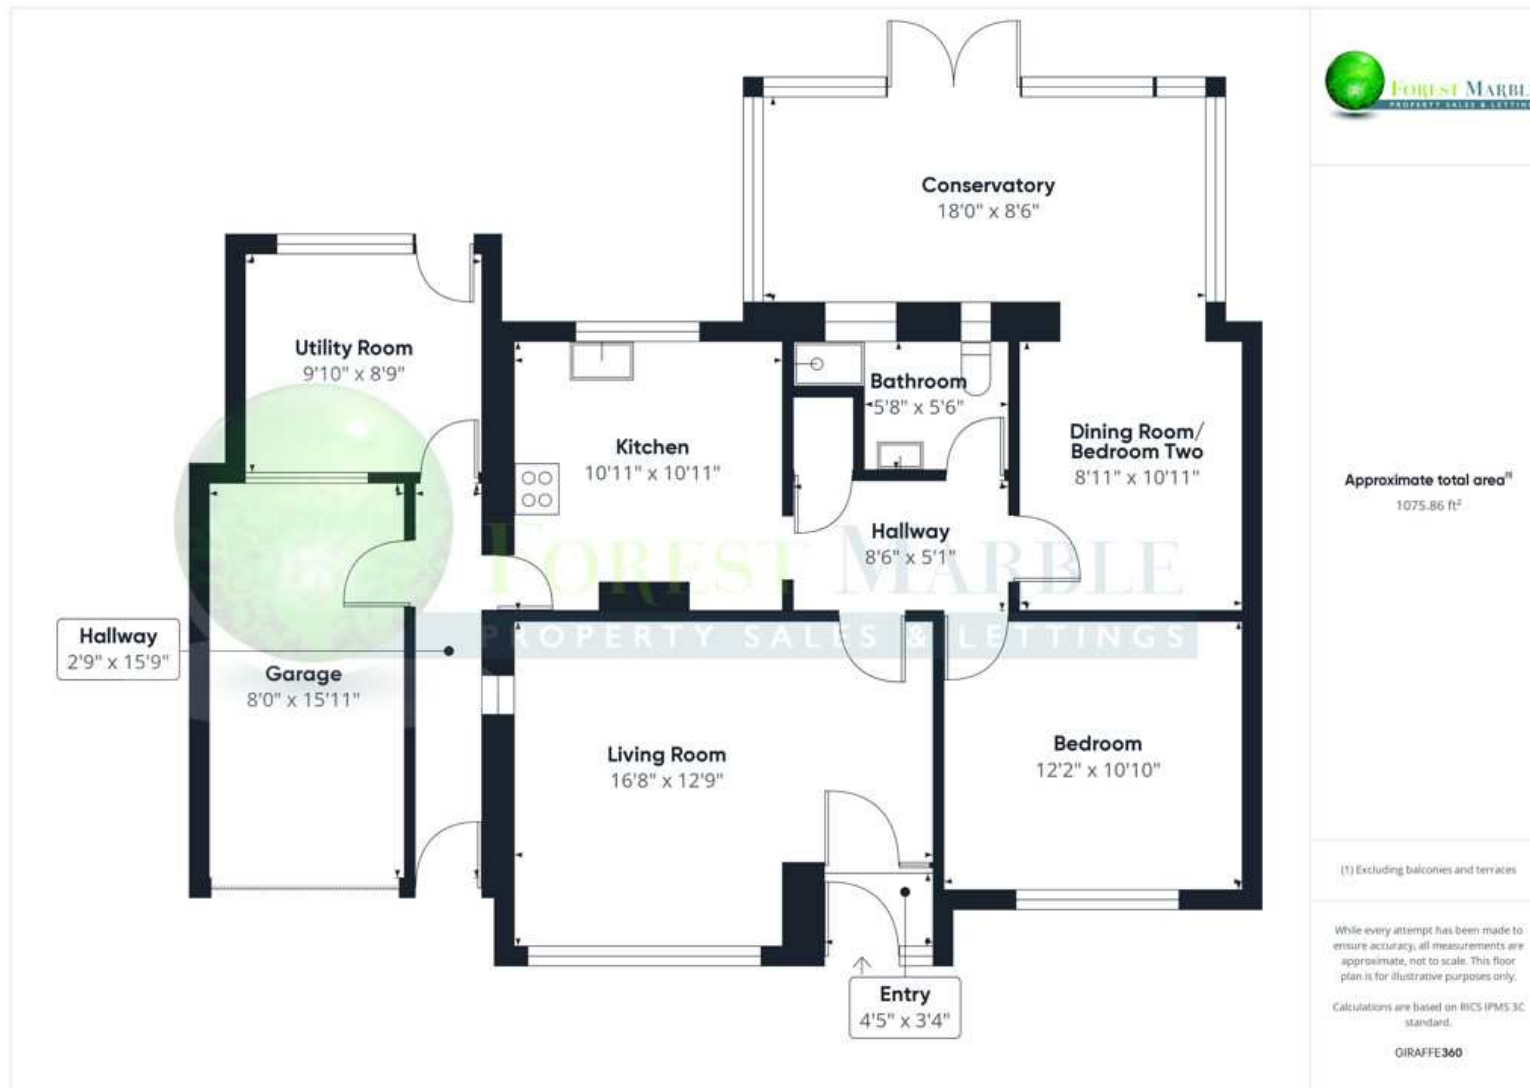 Conservatory
18'0" x 8'6"
Utility Room
9'10" x 8'9"
Bathroom
5'8" x 5'6"
Kitchen
10'11" x 10'11"
Dining Room/
Bedroom Two
8'11" x 10'11"
Hallway
8'6" x 5'1"
FOREST MARBLE
PROPERTY SALES & LETTINGS
Hallway
2'9" x 15'9"
Garage
8'0" x 15'11"
Living Room
16'8" x 12'9"
Bedroom
12'2" x 10'10"
Entry
4'5" x 3'4"
FOREST MARBL
PROPERTY SALES & LETTIN
Approximate total area
1075.86 ft²
(1) Excluding balconies and terraces
While every attempt has been made to
ensure accuracy, all measurements are
approximate, not to scale. This floor
plan is for illustrative purposes only.
Calculations are based on RICS IPMS 3C
standard.
GIRAFFE360